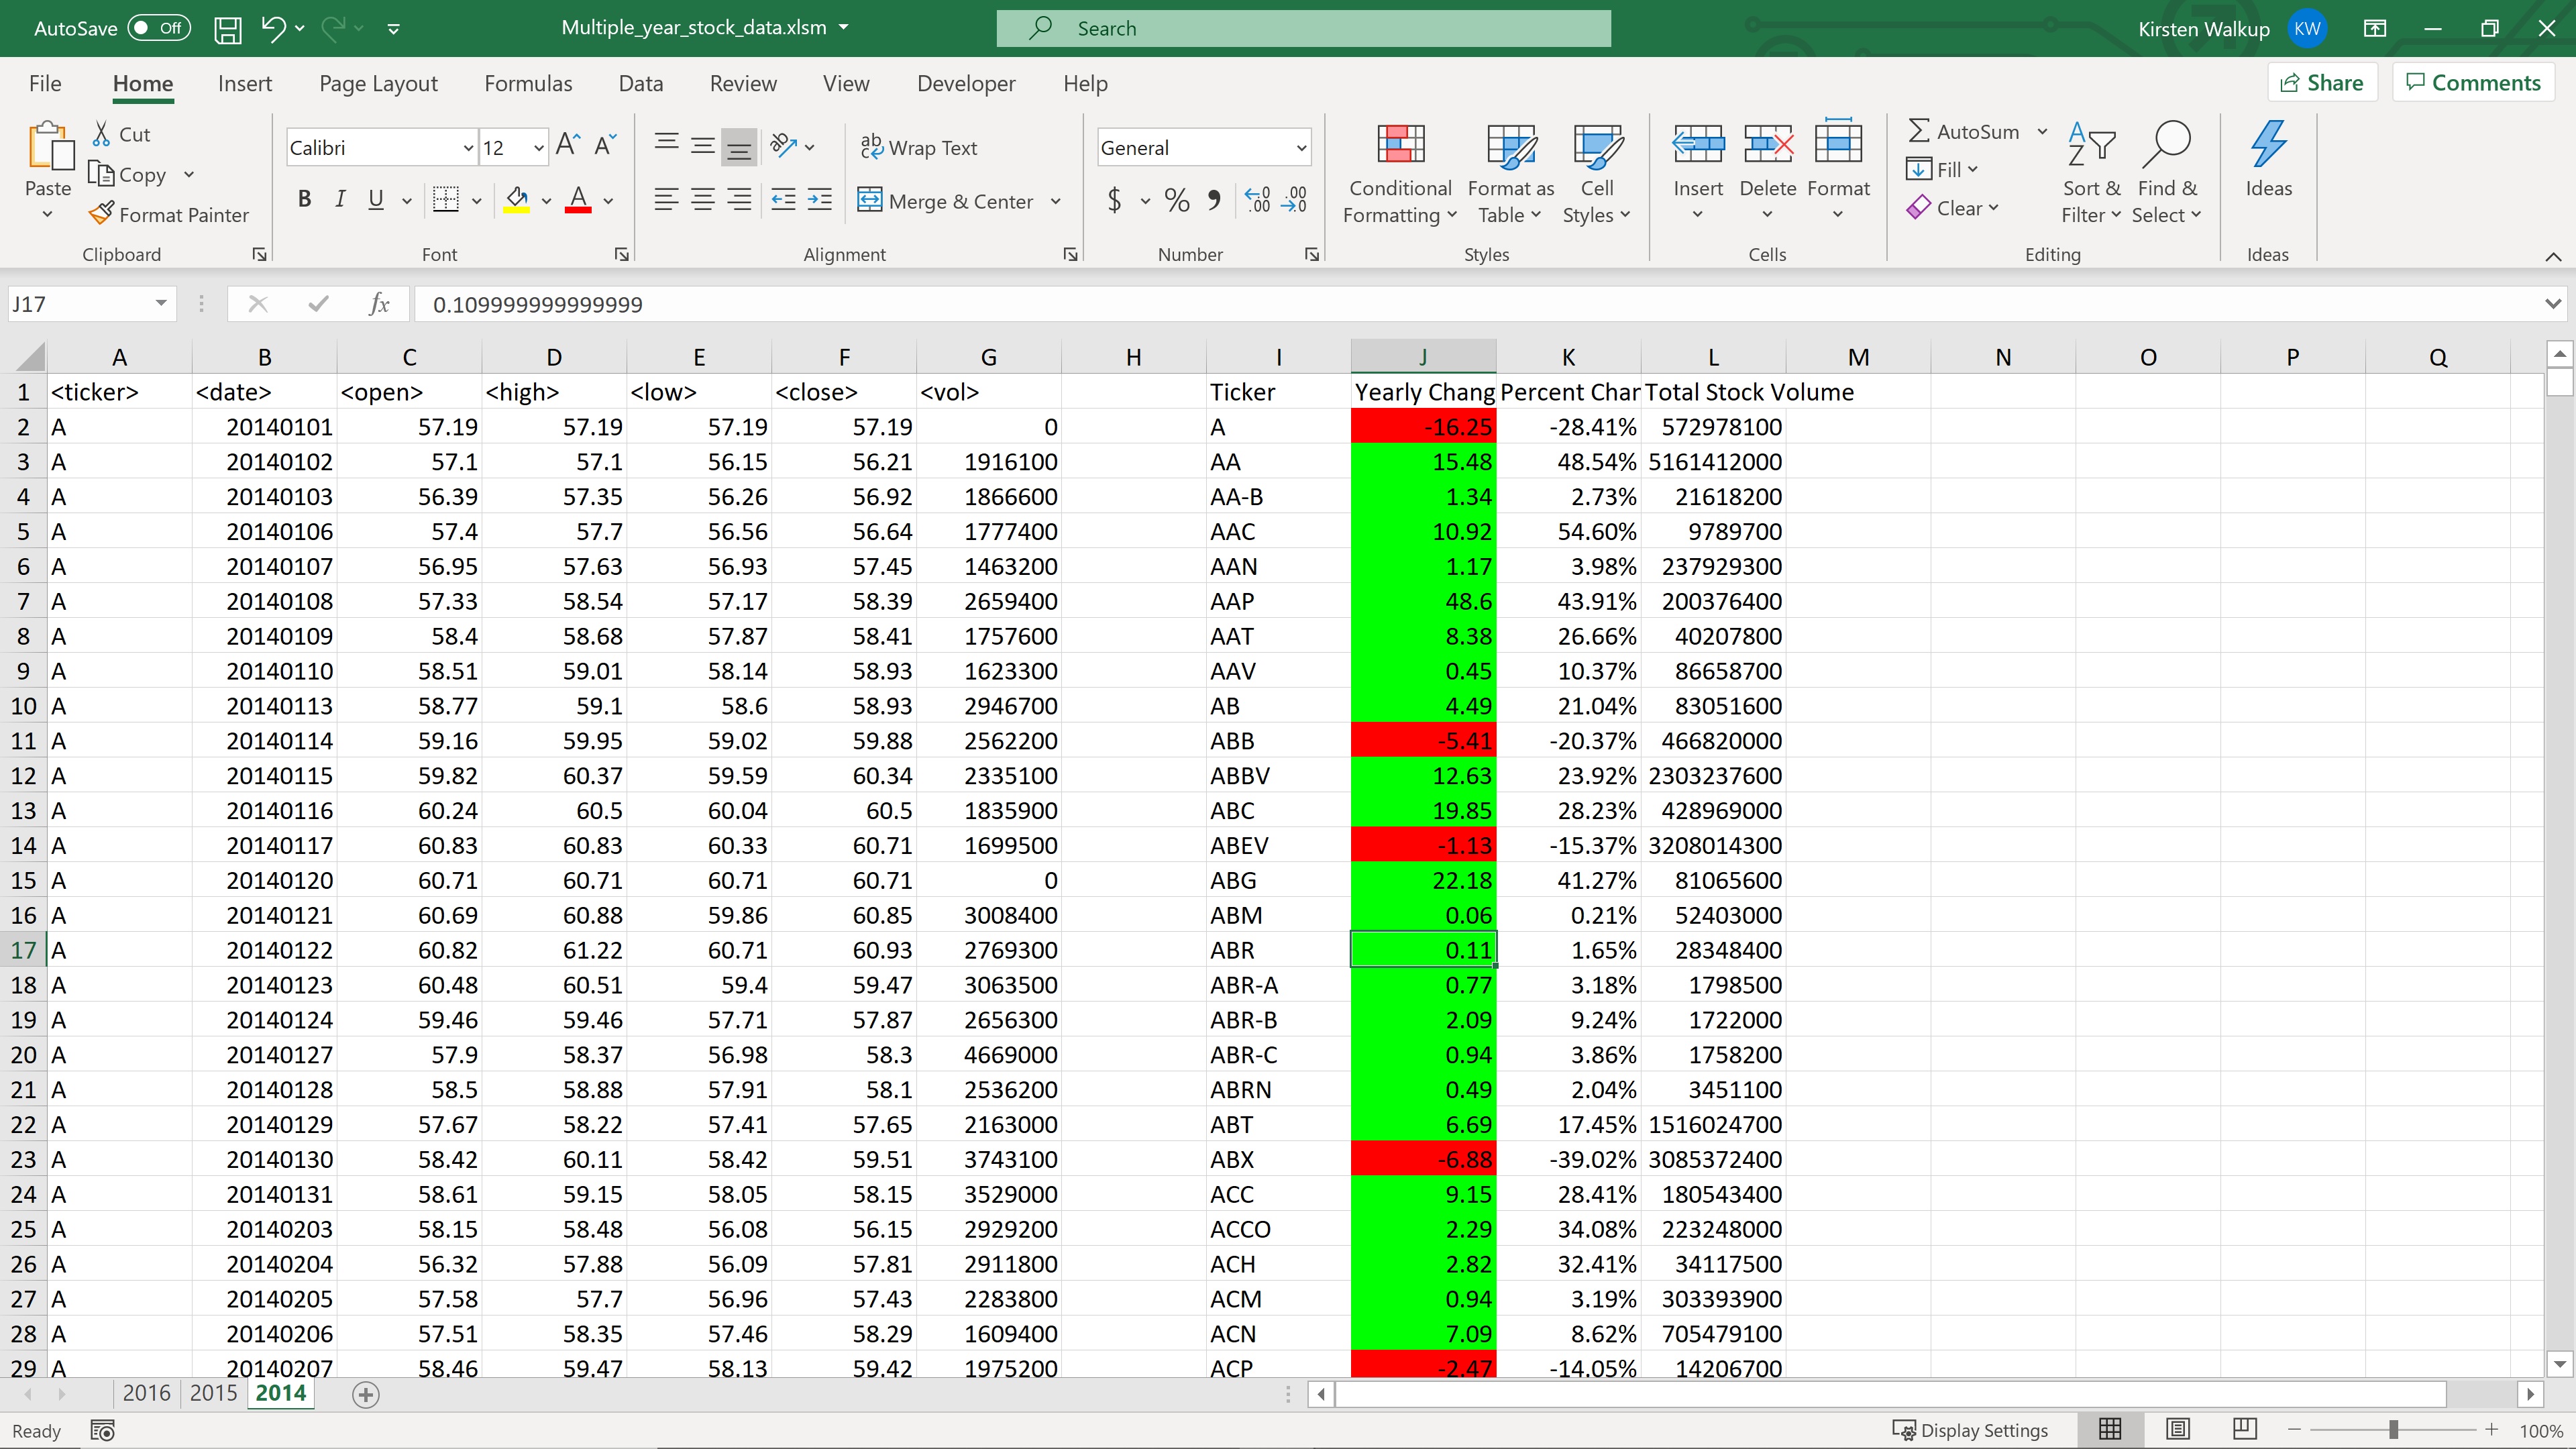 AutoSave Off Multiple_year_stock_data.xlsm Search Kirsten Walkup KW
File Home Insert Page Layout Formulas Data Review View Developer Help Share Comments
Paste Cut Copy Format Painter Clipboard
Calibri 12 B I U A Font
Wrap Text Merge & Center Alignment
General $ % , Number
Conditional Formatting Format as Table Cell Styles Styles
Insert Delete Format Cells
AutoSum Fill Clear Sort & Filter Find & Select Editing
Ideas Ideas
J17 fx 0.109999999999999
A B C D E F G H I J K L M N O P Q
1 <ticker> <date> <open> <high> <low> <close> <vol> Ticker Yearly Chang Percent Char Total Stock Volume
2 A 20140101 57.19 57.19 57.19 57.19 0 A -16.25 -28.41% 572978100
3 A 20140102 57.1 57.1 56.15 56.21 1916100 AA 15.48 48.54% 5161412000
4 A 20140103 56.39 57.35 56.26 56.92 1866600 AA-B 1.34 2.73% 21618200
5 A 20140106 57.4 57.7 56.56 56.64 1777400 AAC 10.92 54.60% 9789700
6 A 20140107 56.95 57.63 56.93 57.45 1463200 AAN 1.17 3.98% 237929300
7 A 20140108 57.33 58.54 57.17 58.39 2659400 AAP 48.6 43.91% 200376400
8 A 20140109 58.4 58.68 57.87 58.41 1757600 AAT 8.38 26.66% 40207800
9 A 20140110 58.51 59.01 58.14 58.93 1623300 AAV 0.45 10.37% 86658700
10 A 20140113 58.77 59.1 58.6 58.93 2946700 AB 4.49 21.04% 83051600
11 A 20140114 59.16 59.95 59.02 59.88 2562200 ABB -5.41 -20.37% 466820000
12 A 20140115 59.82 60.37 59.59 60.34 2335100 ABBV 12.63 23.92% 2303237600
13 A 20140116 60.24 60.5 60.04 60.5 1835900 ABC 19.85 28.23% 428969000
14 A 20140117 60.83 60.83 60.33 60.71 1699500 ABEV -1.13 -15.37% 3208014300
15 A 20140120 60.71 60.71 60.71 60.71 0 ABG 22.18 41.27% 81065600
16 A 20140121 60.69 60.88 59.86 60.85 3008400 ABM 0.06 0.21% 52403000
17 A 20140122 60.82 61.22 60.71 60.93 2769300 ABR 0.11 1.65% 28348400
18 A 20140123 60.48 60.51 59.4 59.47 3063500 ABR-A 0.77 3.18% 1798500
19 A 20140124 59.46 59.46 57.71 57.87 2656300 ABR-B 2.09 9.24% 1722000
20 A 20140127 57.9 58.37 56.98 58.3 4669000 ABR-C 0.94 3.86% 1758200
21 A 20140128 58.5 58.88 57.91 58.1 2536200 ABRN 0.49 2.04% 3451100
22 A 20140129 57.67 58.22 57.41 57.65 2163000 ABT 6.69 17.45% 1516024700
23 A 20140130 58.42 60.11 58.42 59.51 3743100 ABX -6.88 -39.02% 3085372400
24 A 20140131 58.61 59.15 58.05 58.15 3529000 ACC 9.15 28.41% 180543400
25 A 20140203 58.15 58.48 56.08 56.15 2929200 ACCO 2.29 34.08% 223248000
26 A 20140204 56.32 57.88 56.09 57.81 2911800 ACH 2.82 32.41% 34117500
27 A 20140205 57.58 57.7 56.96 57.43 2283800 ACM 0.94 3.19% 303393900
28 A 20140206 57.51 58.35 57.46 58.29 1609400 ACN 7.09 8.62% 705479100
29 A 20140207 58.46 59.47 58.13 59.42 1975200 ACP -2.47 -14.05% 14206700
2016 2015 2014
Ready Display Settings 100%